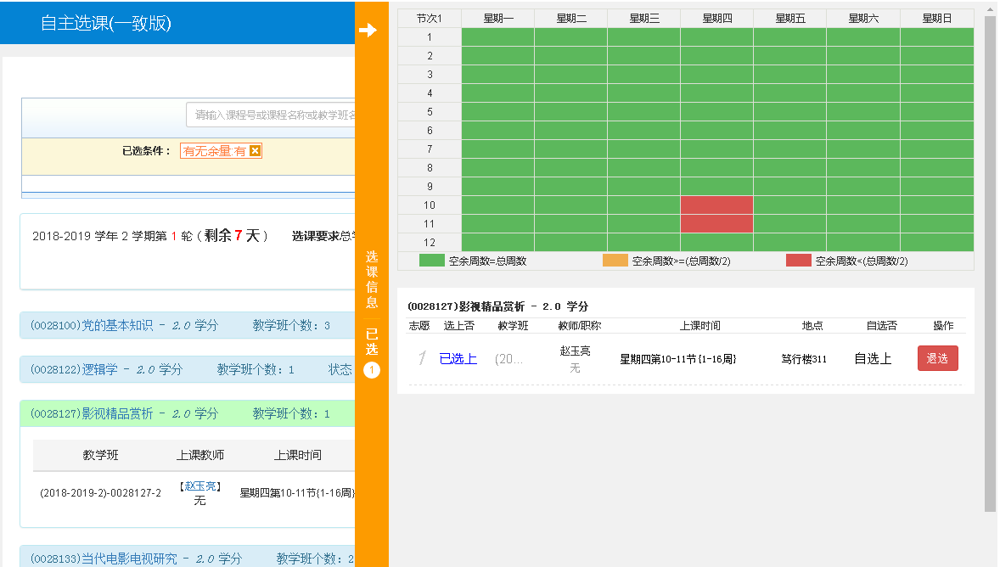 自主选课(一致版)
请输入课程号或课程名称或教学班名
已选条件： 有无余量:有
2018-2019 学年 2 学期第 1 轮 ( 剩余 7 天 ) 选课要求总学
(0028100)党的基本知识 - 2.0 学分 教学班个数: 3
(0028122)逻辑学 - 2.0 学分 教学班个数: 1 状态
(0028127)影视精品赏析 - 2.0 学分 教学班个数: 1
教学班 上课教师 上课时间
(2018-2019-2)-0028127-2 【赵玉亮】 星期四第10-11节{1-16周}
无
(0028133)当代电影电视研究 - 2.0 学分 教学班个数: 2
选课信息
已选
1
节次1 星期一 星期二 星期三 星期四 星期五 星期六 星期日
1
2
3
4
5
6
7
8
9
10
11
12
空余周数=总周数 空余周数>=(总周数/2) 空余周数<(总周数/2)
(0028127)影视精品赏析 - 2.0 学分
志愿 选上否 教学班 教师/职称 上课时间 地点 自选否 操作
1 已选上 (20... 赵玉亮 星期四第10-11节{1-16周} 笃行楼311 自选上 退选
无